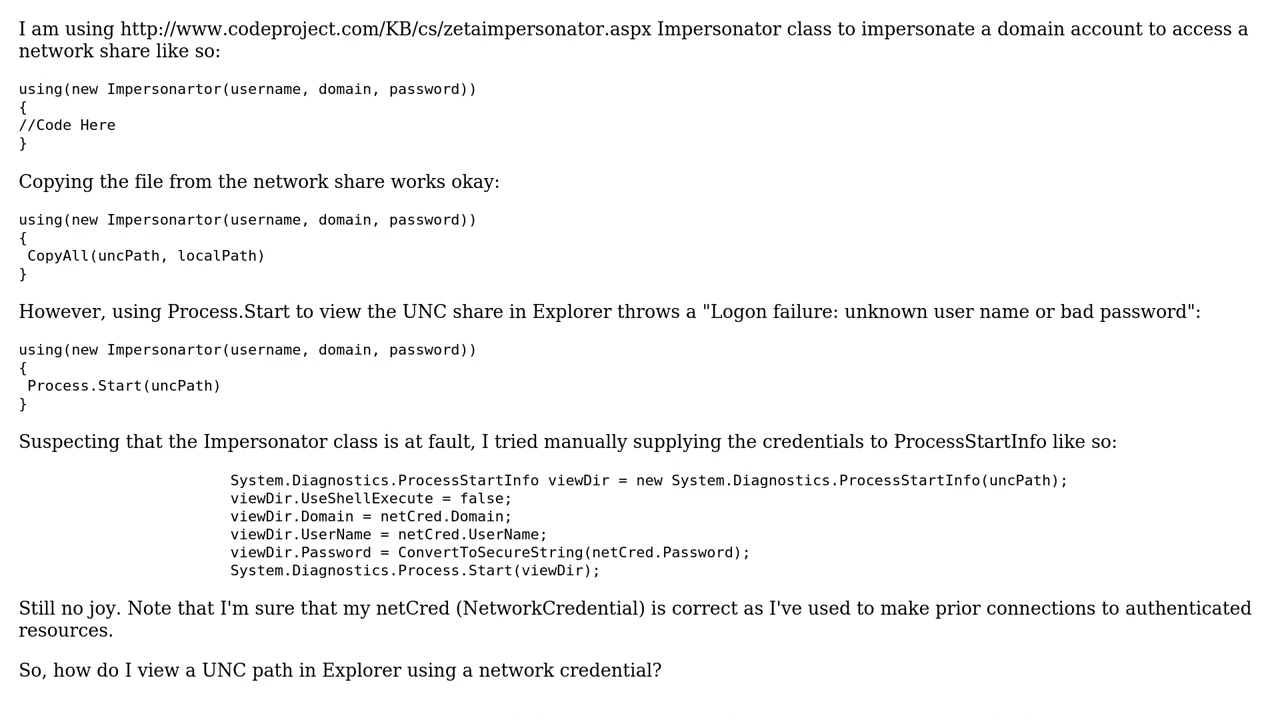 I am using http://www.codeproject.com/KB/cs/zetaimpersonator.aspx Impersonator class to impersonate a domain account to access a
network share like so:
using(new Impersonartor(username, domain, password))
{
//Code Here
}
Copying the file from the network share works okay:
using(new Impersonartor(username, domain, password))
{
 CopyAll(uncPath, localPath)
}
However, using Process.Start to view the UNC share in Explorer throws a "Logon failure: unknown user name or bad password":
using(new Impersonartor(username, domain, password))
{
 Process.Start(uncPath)
}
Suspecting that the Impersonator class is at fault, I tried manually supplying the credentials to ProcessStartInfo like so:
System.Diagnostics.ProcessStartInfo viewDir = new System.Diagnostics.ProcessStartInfo(uncPath);
viewDir.UseShellExecute = false;
viewDir.Domain = netCred.Domain;
viewDir.UserName = netCred.UserName;
viewDir.Password = ConvertToSecureString(netCred.Password);
System.Diagnostics.Process.Start(viewDir);
Still no joy. Note that I'm sure that my netCred (NetworkCredential) is correct as I've used to make prior connections to authenticated
resources.
So, how do I view a UNC path in Explorer using a network credential?